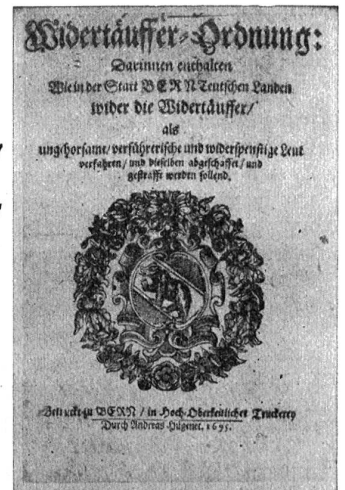 Widertäuffer-Ordnung:
Darinnen enthalten
Wie in der Statt BERN Teutschen Landen
wider die Widertäuffer/
als
ungehorsame/ verführerische und widerspenstige Leut
verfahren/ und dieselben abgeschaffet/ und
gestrafft werden sollend.
Getruckt zu BERN/ in Hoch-Oberkeitlicher Truckerey
Durch Andreas Hügenet. 1695.